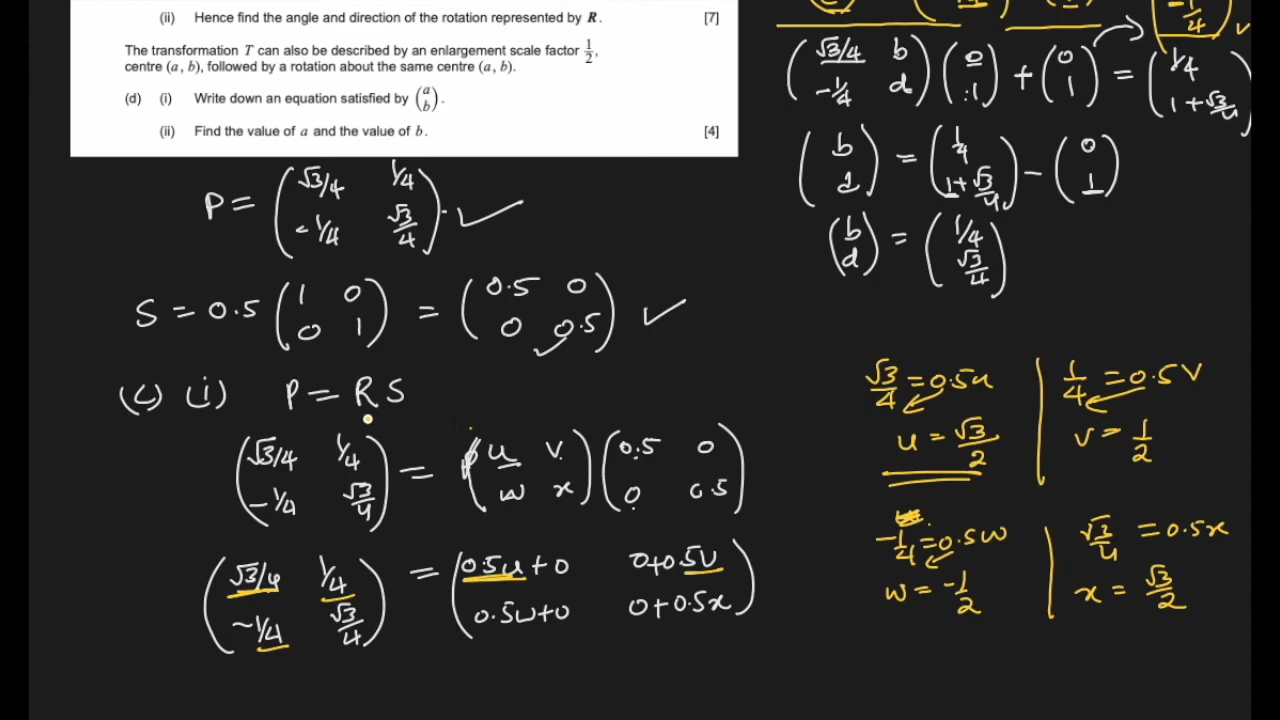 (ii) Hence find the angle and direction of the rotation represented by R. [7]
The transformation T can also be described by an enlargement scale factor 1/2,
centre (a, b), followed by a rotation about the same centre (a, b).
(d) (i) Write down an equation satisfied by (a b).
(ii) Find the value of a and the value of b. [4]
P = (√3/4 1/4
-1/4 √3/4)
S = 0.5 (1 0
0 1) = (0.5 0
0 0.5)
(c) (i) P = RS
(√3/4 1/4
-1/4 √3/4) = (u v
w x) (0.5 0
0 0.5)
(√3/4 1/4
-1/4 √3/4) = (0.5u+0 0+0.5v
0.5w+0 0+0.5x)
-1/4
(√3/4 b
-1/4 d) (0
1) + (0
1) = (1/4
1+√3/4)
(b
d) = (1/4
1+√3/4) - (0
1)
(b
d) = (1/4
√3/4)
√3/4 = 0.5u
u = √3/2
1/4 = 0.5v
v = 1/2
-1/4 = 0.5w
w = -1/2
√3/4 = 0.5x
x = √3/2